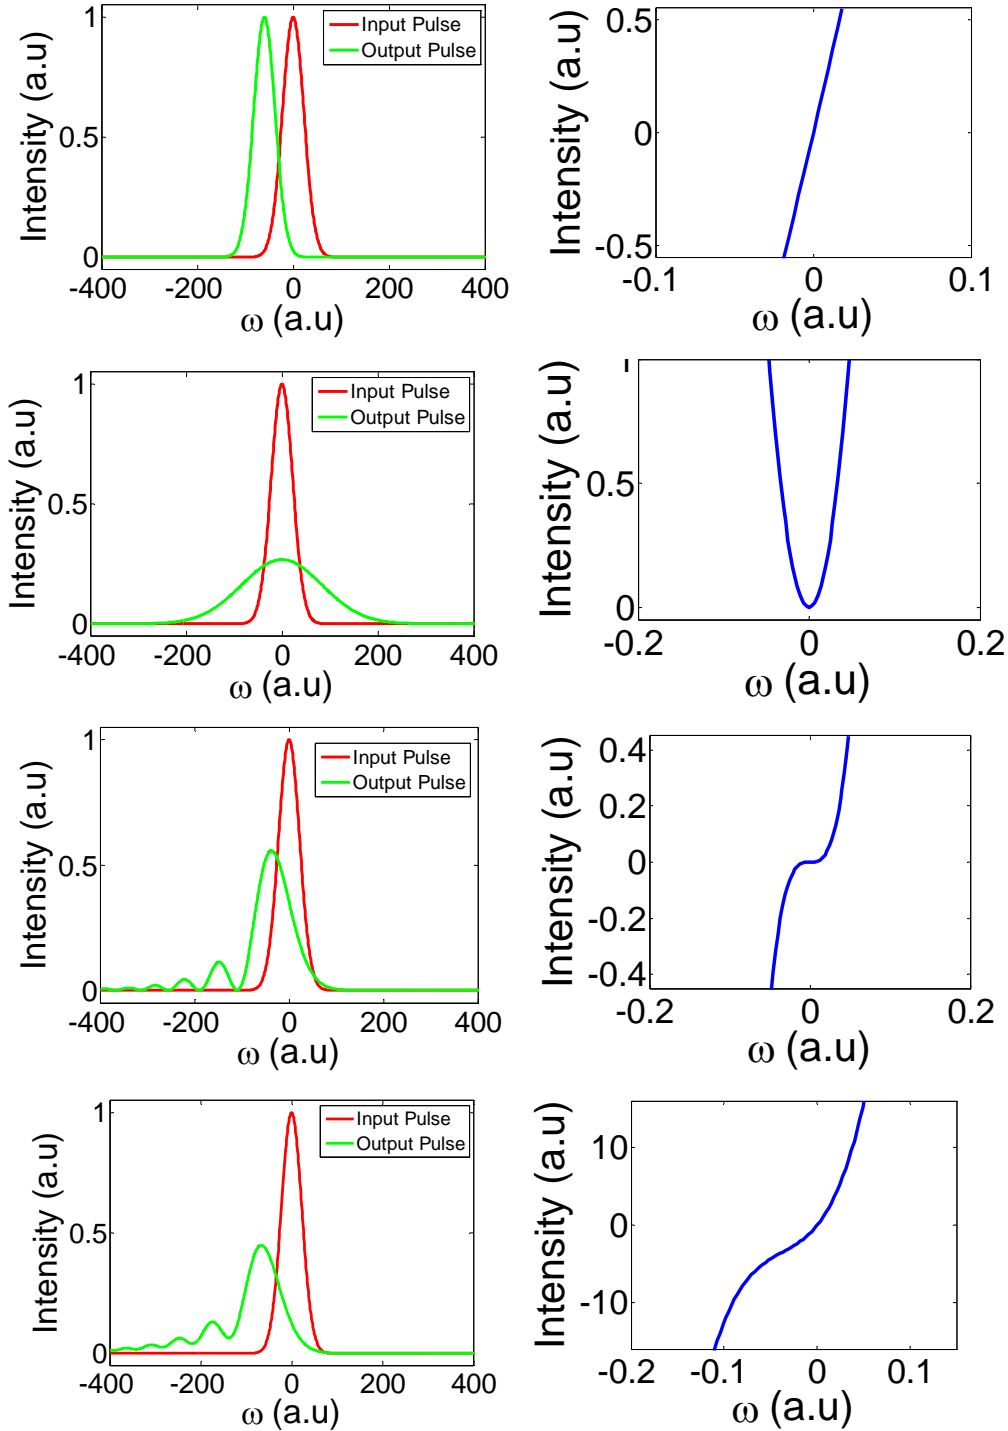 Intensity (a.u)
1
0.5
0
-400
-200
0
200
400
ω (a.u)
Input Pulse
Output Pulse
Intensity (a.u)
0.5
0
-0.5
-0.1
0
0.1
ω (a.u)
Intensity (a.u)
1
0.5
0
-400
-200
0
200
400
ω (a.u)
Input Pulse
Output Pulse
Intensity (a.u)
1
0.5
0
-0.2
0
0.2
ω (a.u)
Intensity (a.u)
1
0.5
0
-400
-200
0
200
400
ω (a.u)
Input Pulse
Output Pulse
Intensity (a.u)
0.4
0.2
0
-0.2
-0.4
-0.2
0
0.2
ω (a.u)
Intensity (a.u)
1
0.5
0
-400
-200
0
200
400
ω (a.u)
Input Pulse
Output Pulse
Intensity (a.u)
10
0
-10
-0.2
-0.1
0
0.1
ω (a.u)